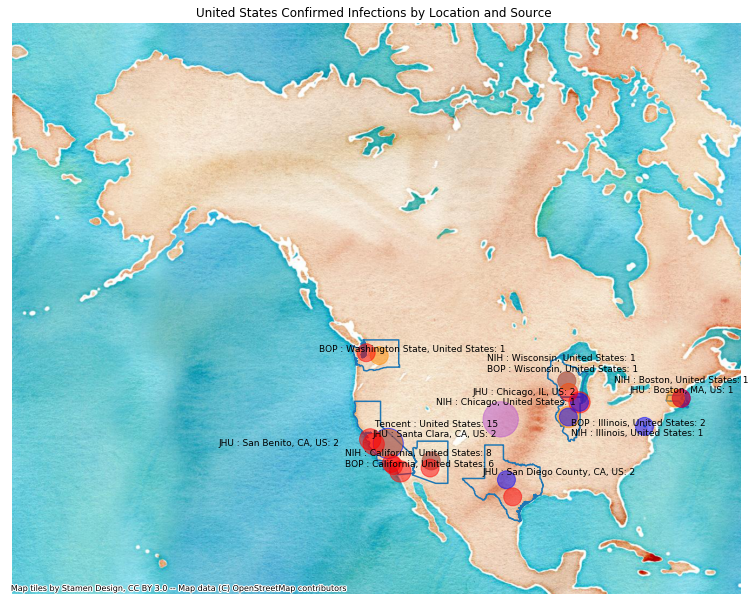 United States Confirmed Infections by Location and Source
BOP : Washington State, United States: 1
NIH : Wisconsin, United States: 1
BOP : Wisconsin, United States: 1
NIH : Boston, United States: 1
JHU : Boston, MA, US: 1
JHU : Chicago, IL, US: 2
NIH : Chicago, United States: 1
Tencent : United States: 15
BOP : Illinois, United States: 2
JHU : Santa Clara, CA, US: 2
NIH : Illinois, United States: 1
JHU : San Benito, CA, US: 2
NIH : California, United States: 8
BOP : California, United States: 6
JHU : San Diego County, CA, US: 2
Map tiles by Stamen Design, CC BY 3.0 -- Map data (C) OpenStreetMap contributors